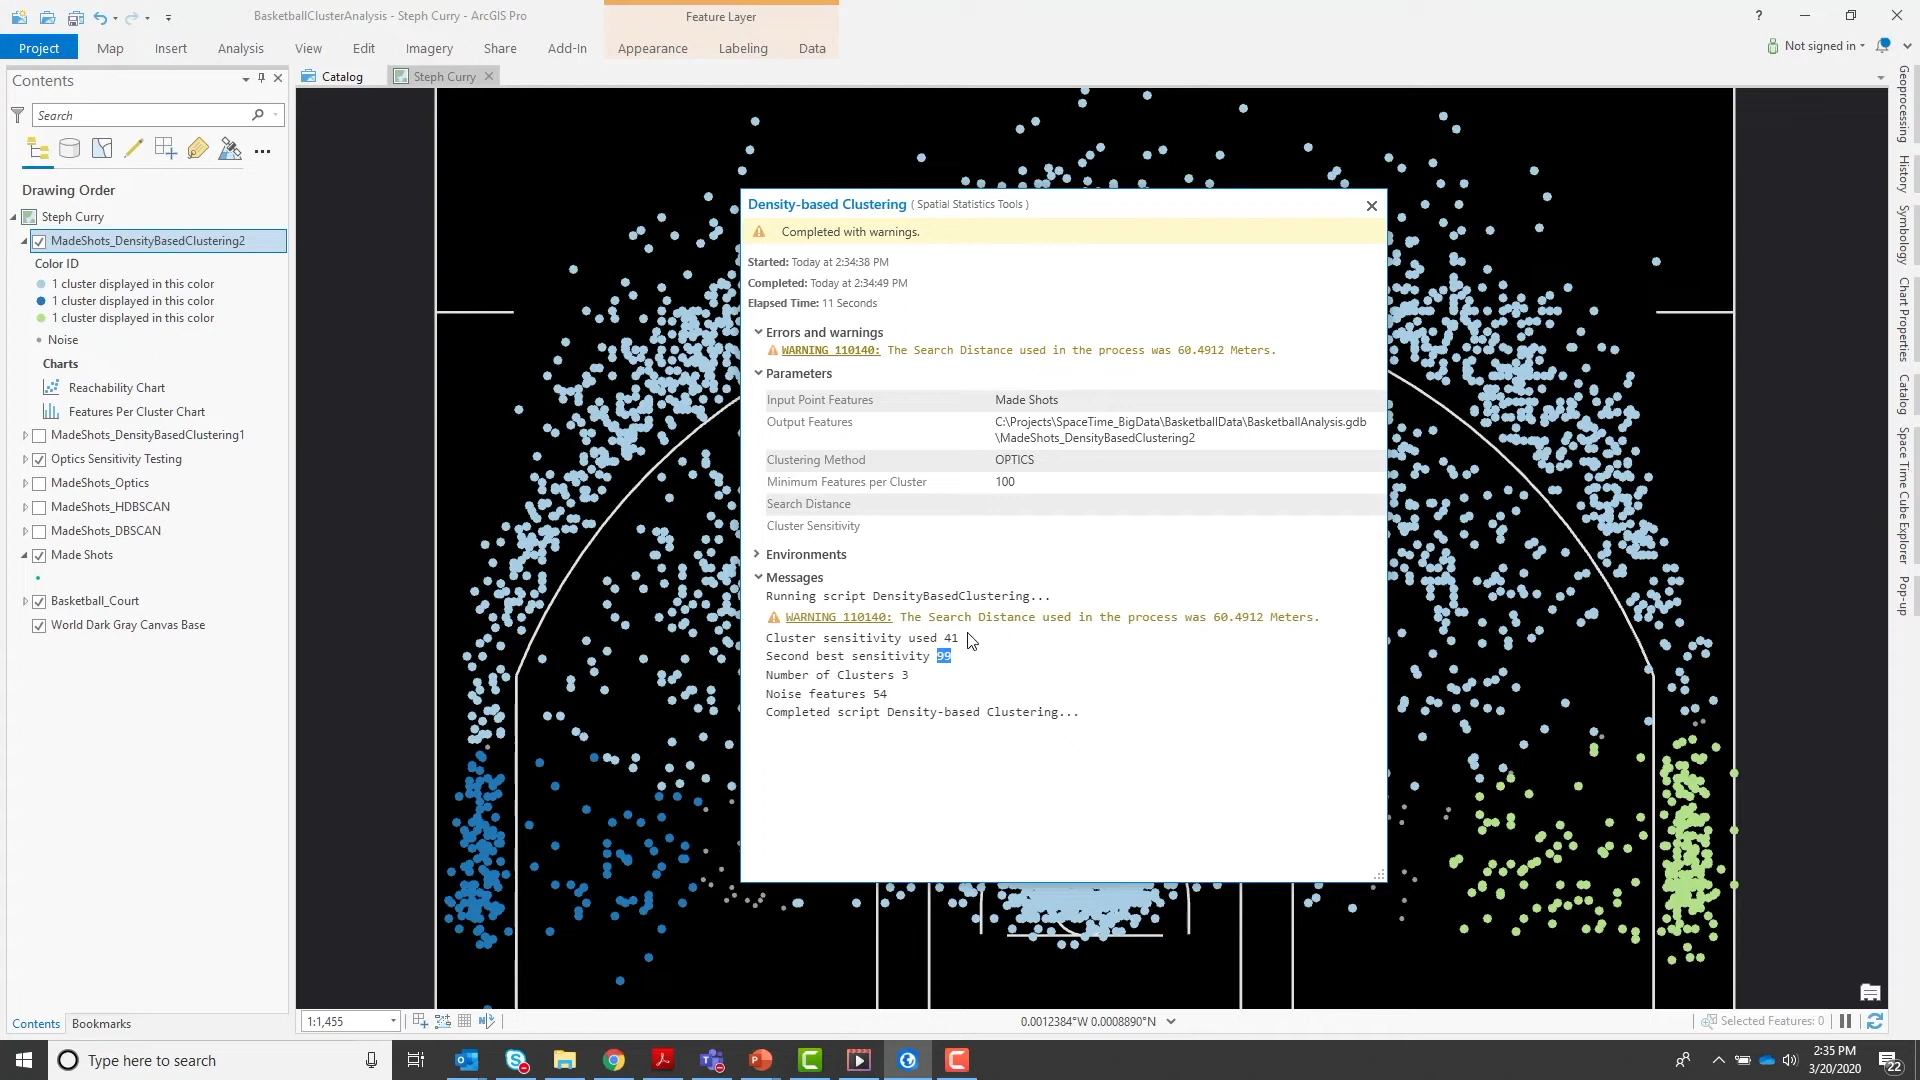 BasketballClusterAnalysis - Steph Curry - ArcGIS Pro
Feature Layer
?
Project Map Insert Analysis View Edit Imagery Share Add-In Appearance Labeling Data
Not signed in
Contents
Catalog
Steph Curry
Search
Drawing Order
Steph Curry
MadeShots_DensityBasedClustering2
Color ID
1 cluster displayed in this color
1 cluster displayed in this color
1 cluster displayed in this color
Noise
Charts
Reachability Chart
Features Per Cluster Chart
MadeShots_DensityBasedClustering1
Optics Sensitivity Testing
MadeShots_Optics
MadeShots_HDBSCAN
MadeShots_DBSCAN
Made Shots
Basketball_Court
World Dark Gray Canvas Base
Contents Bookmarks
Density-based Clustering ( Spatial Statistics Tools )
Completed with warnings.
Started: Today at 2:34:38 PM
Completed: Today at 2:34:49 PM
Elapsed Time: 11 Seconds
Errors and warnings
WARNING 110140: The Search Distance used in the process was 60.4912 Meters.
Parameters
Input Point Features Made Shots
Output Features C:\Projects\SpaceTime_BigData\BasketballData\BasketballAnalysis.gdb
\MadeShots_DensityBasedClustering2
Clustering Method OPTICS
Minimum Features per Cluster 100
Search Distance
Cluster Sensitivity
Environments
Messages
Running script DensityBasedClustering...
WARNING 110140: The Search Distance used in the process was 60.4912 Meters.
Cluster sensitivity used 41
Second best sensitivity 99
Number of Clusters 3
Noise features 54
Completed script Density-based Clustering...
Geoprocessing
History
Symbology
Chart Properties
Catalog
Space Time Cube Explorer
Pop-up
1:1,455
0.0012384°W 0.0008890°N
Selected Features: 0
Type here to search
2:35 PM
3/20/2020
22